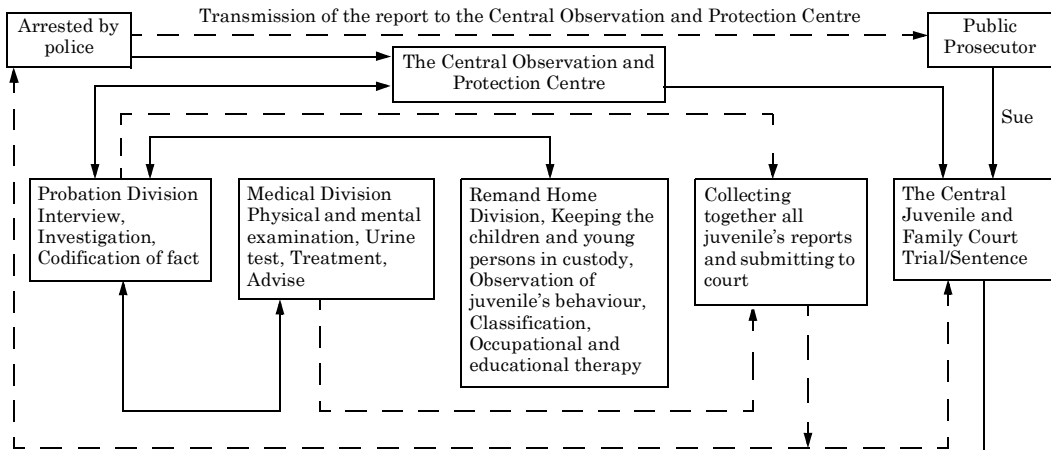 Transmission of the report to the Central Observation and Protection Centre
Arrested by
police
Public
Prosecutor
The Central Observation and
Protection Centre
Sue
Probation Division
Interview,
Investigation,
Codification of fact
Medical Division
Physical and mental
examination, Urine
test, Treatment,
Advise
Remand Home
Division, Keeping the
children and young
persons in custody,
Observation of
juvenile's behaviour,
Classification,
Occupational and
educational therapy
Collecting
together all
juvenile's reports
and submitting to
court
The Central
Juvenile and
Family Court
Trial/Sentence